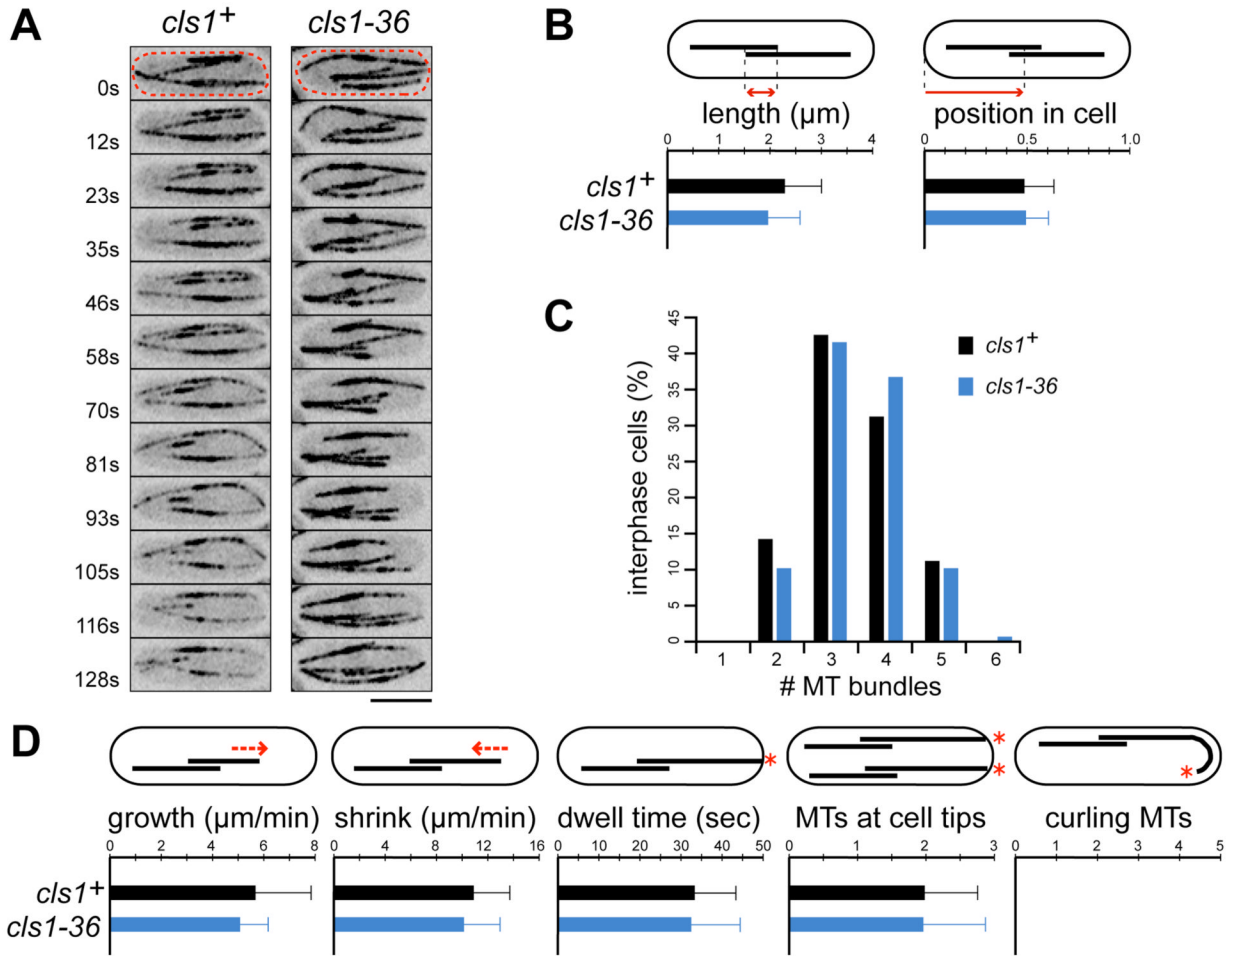 A
cls1+
cls1-36
0s
12s
23s
35s
46s
58s
70s
81s
93s
105s
116s
128s
B
length (µm)
0 1 2 3 4
position in cell
0 0.5 1.0
cls1+
cls1-36
C
interphase cells (%)
45
40
35
30
25
20
15
10
5
0
cls1+
cls1-36
1 2 3 4 5 6
# MT bundles
D
* * * *
growth (µm/min)
0 2 4 6 8
shrink (µm/min)
0 4 8 12 16
dwell time (sec)
0 10 20 30 40 50
MTs at cell tips
0 1 2 3
curling MTs
0 1 2 3 4 5
cls1+
cls1-36